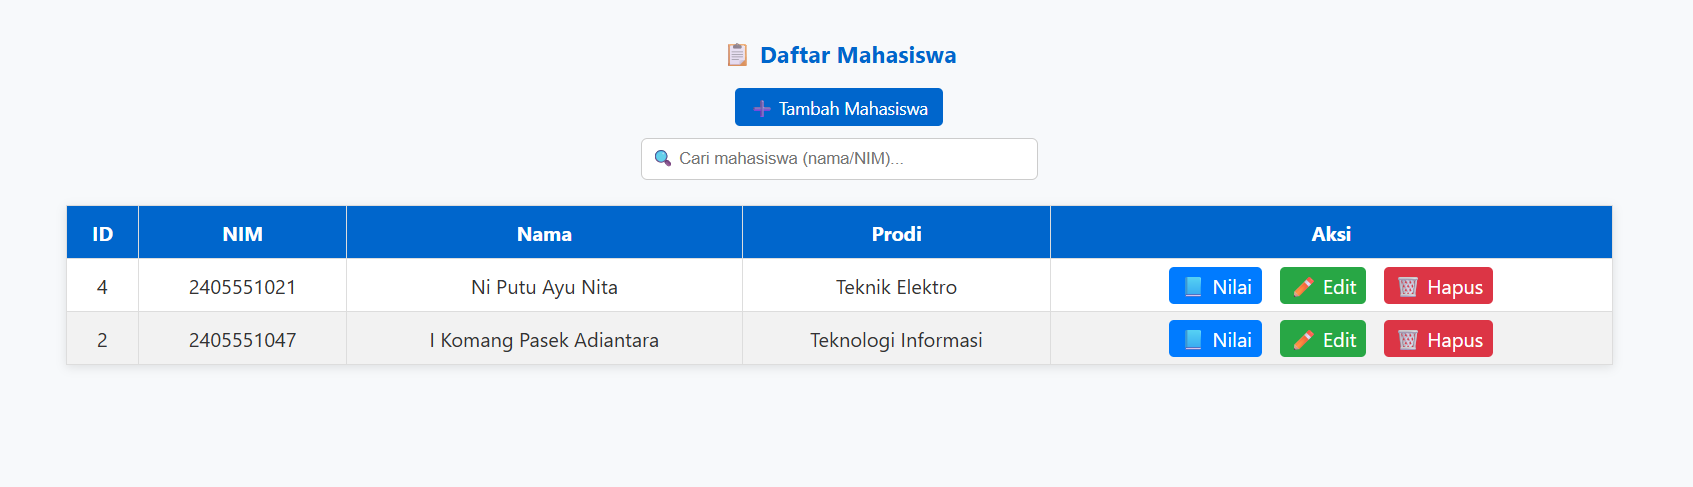 📋 Daftar Mahasiswa
➕ Tambah Mahasiswa
🔍 Cari mahasiswa (nama/NIM)...
ID NIM Nama Prodi Aksi
4 2405551021 Ni Putu Ayu Nita Teknik Elektro 📘 Nilai ✏️ Edit 🗑️ Hapus
2 2405551047 I Komang Pasek Adiantara Teknologi Informasi 📘 Nilai ✏️ Edit 🗑️ Hapus